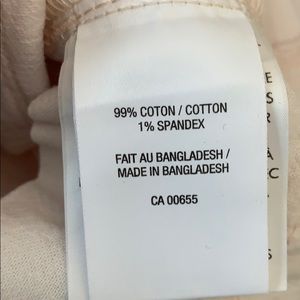 99% COTON / COTTON
1% SPANDEX
FAIT AU BANGLADESH /
MADE IN BANGLADESH
CA 00655